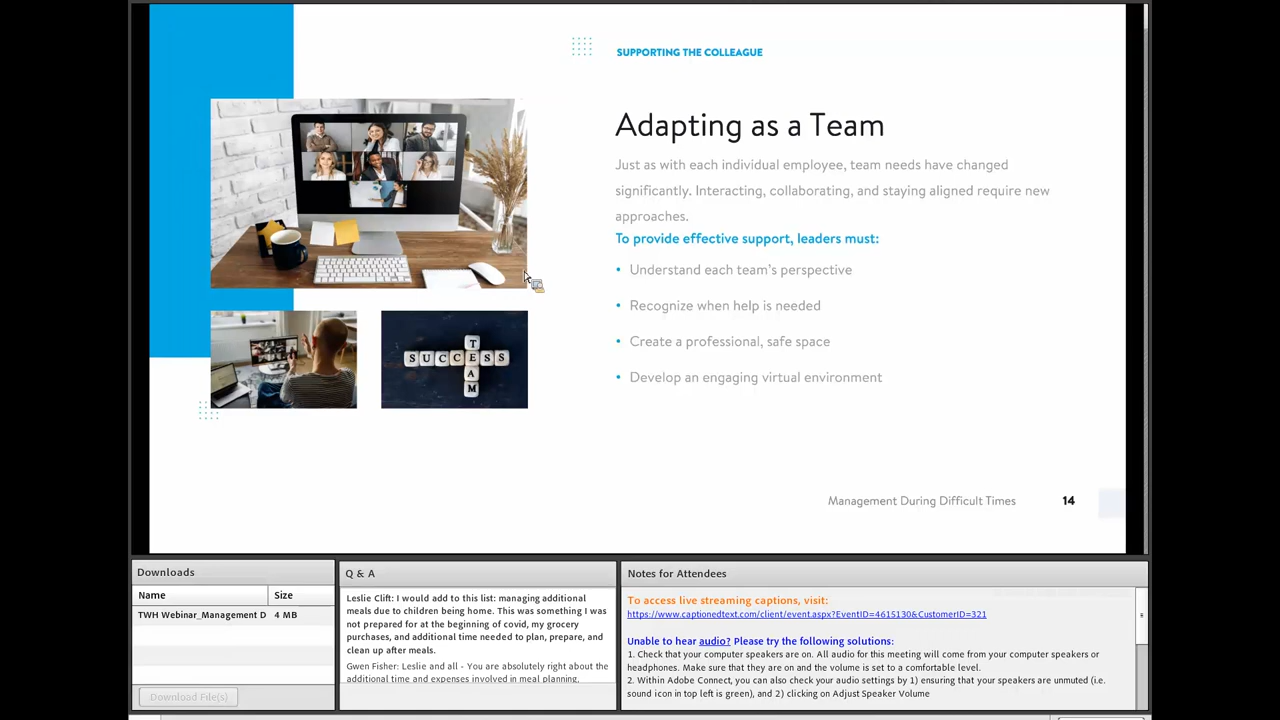 SUPPORTING THE COLLEAGUE
Adapting as a Team
Just as with each individual employee, team needs have changed
significantly. Interacting, collaborating, and staying aligned require new
approaches.
To provide effective support, leaders must:
• Understand each team's perspective
• Recognize when help is needed
• Create a professional, safe space
• Develop an engaging virtual environment
SUCCESS
TEAM
Management During Difficult Times
14
Downloads
Name Size
TWH Webinar_Management D 4 MB
Download File(s)
Q & A
Leslie Clift: I would add to this list: managing additional
meals due to children being home. This was something I was
not prepared for at the beginning of covid, my grocery
purchases, and additional time needed to plan, prepare, and
clean up after meals.
Gwen Fisher: Leslie and all - You are absolutely right about the
additional time and expenses involved in meal planning,
Notes for Attendees
To access live streaming captions, visit:
https://www.captionedtext.com/client/event.aspx?EventID=4615130&CustomerID=321
Unable to hear audio? Please try the following solutions:
1. Check that your computer speakers are on. All audio for this meeting will come from your computer speakers or
headphones. Make sure that they are on and the volume is set to a comfortable level.
2. Within Adobe Connect, you can also check your audio settings by 1) ensuring that your speakers are unmuted (i.e.
sound icon in top left is green), and 2) clicking on Adjust Speaker Volume